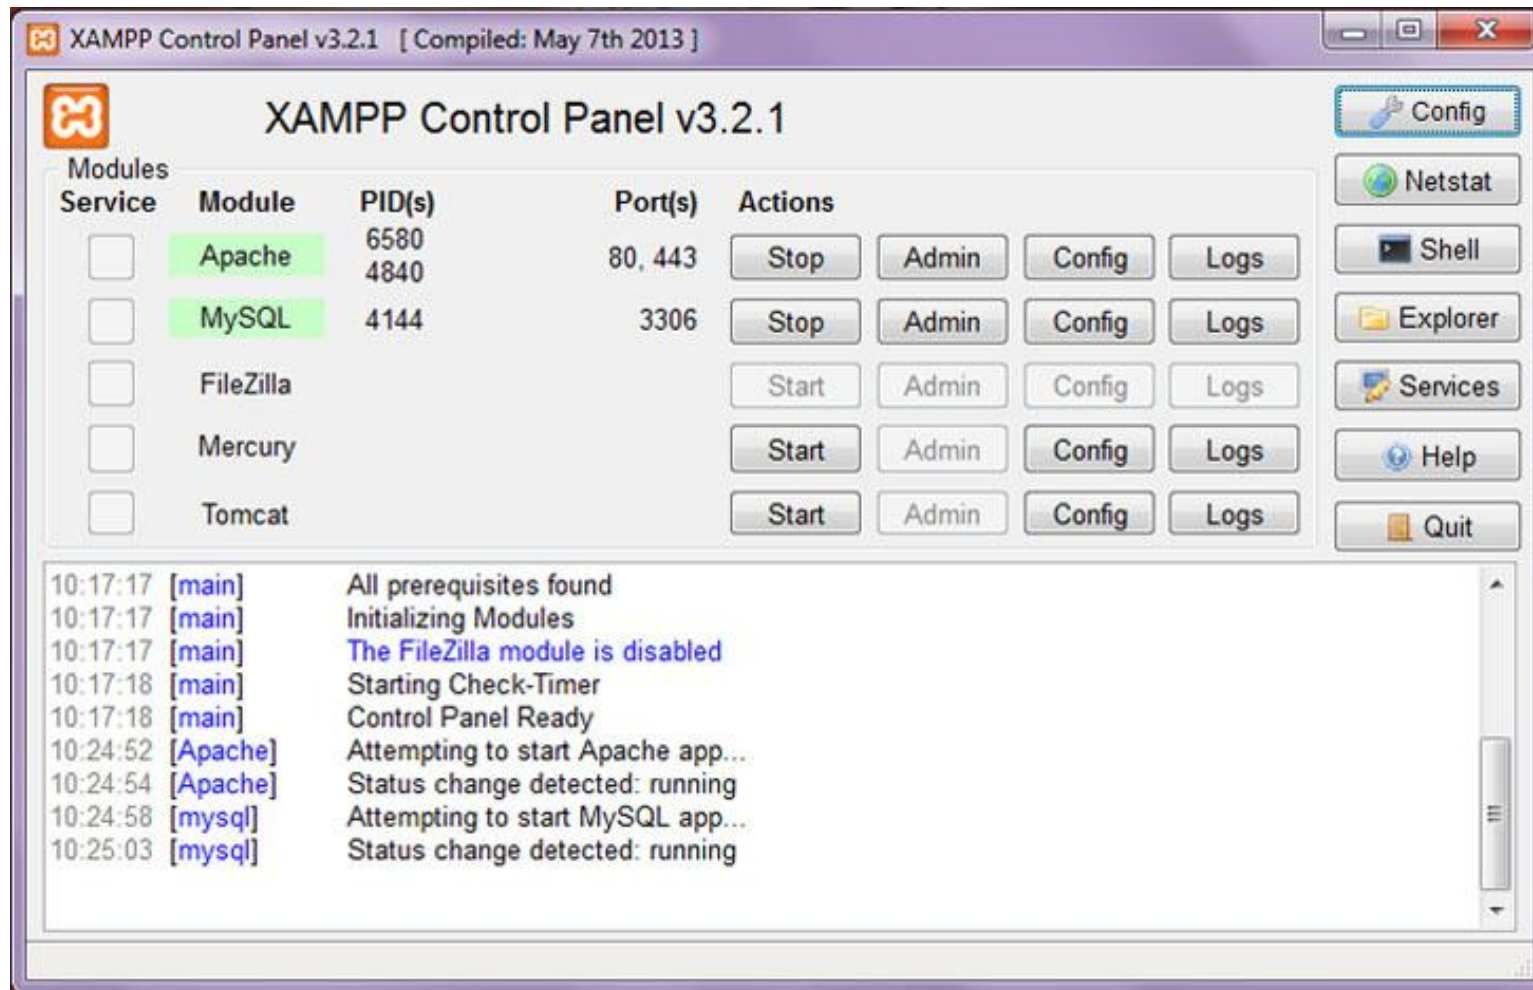 XAMPP Control Panel v3.2.1 [ Compiled: May 7th 2013 ]
XAMPP Control Panel v3.2.1
Config
Modules
Netstat
Service Module PID(s) Port(s) Actions
Apache 6580 4840 80, 443 Stop Admin Config Logs
Shell
MySQL 4144 3306 Stop Admin Config Logs
Explorer
FileZilla Start Admin Config Logs
Services
Mercury Start Admin Config Logs
Help
Tomcat Start Admin Config Logs
Quit
10:17:17 [main] All prerequisites found
10:17:17 [main] Initializing Modules
10:17:17 [main] The FileZilla module is disabled
10:17:18 [main] Starting Check-Timer
10:17:18 [main] Control Panel Ready
10:24:52 [Apache] Attempting to start Apache app...
10:24:54 [Apache] Status change detected: running
10:24:58 [mysql] Attempting to start MySQL app...
10:25:03 [mysql] Status change detected: running